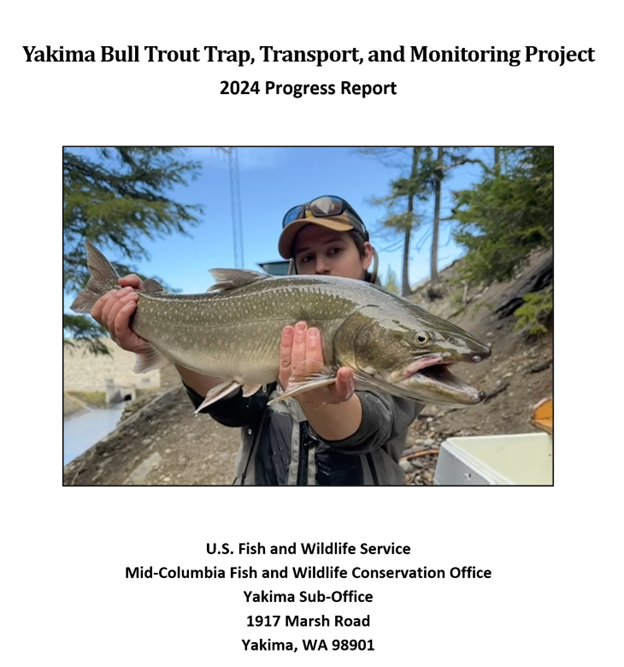 Yakima Bull Trout Trap, Transport, and Monitoring Project
2024 Progress Report
U.S. Fish and Wildlife Service
Mid-Columbia Fish and Wildlife Conservation Office
Yakima Sub-Office
1917 Marsh Road
Yakima, WA 98901